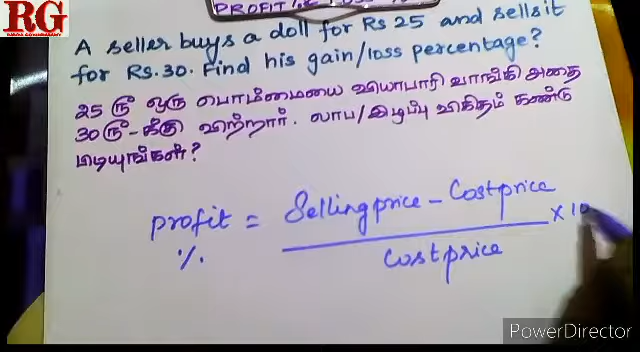 RG
PROFIT
A seller buys a doll for Rs 25 and sells it
for Rs.30. Find his gain/loss percentage?
25 ரூ ஒரு பொம்மையை வியாபாரி வாங்கி அதை
30 ரூ-க்கு விற்றார். லாப/இழப்பு விகிதம் கண்டு
பிடியுங்கள்?
Profit % = Selling price - Cost price
Cost price
x 10
PowerDirector